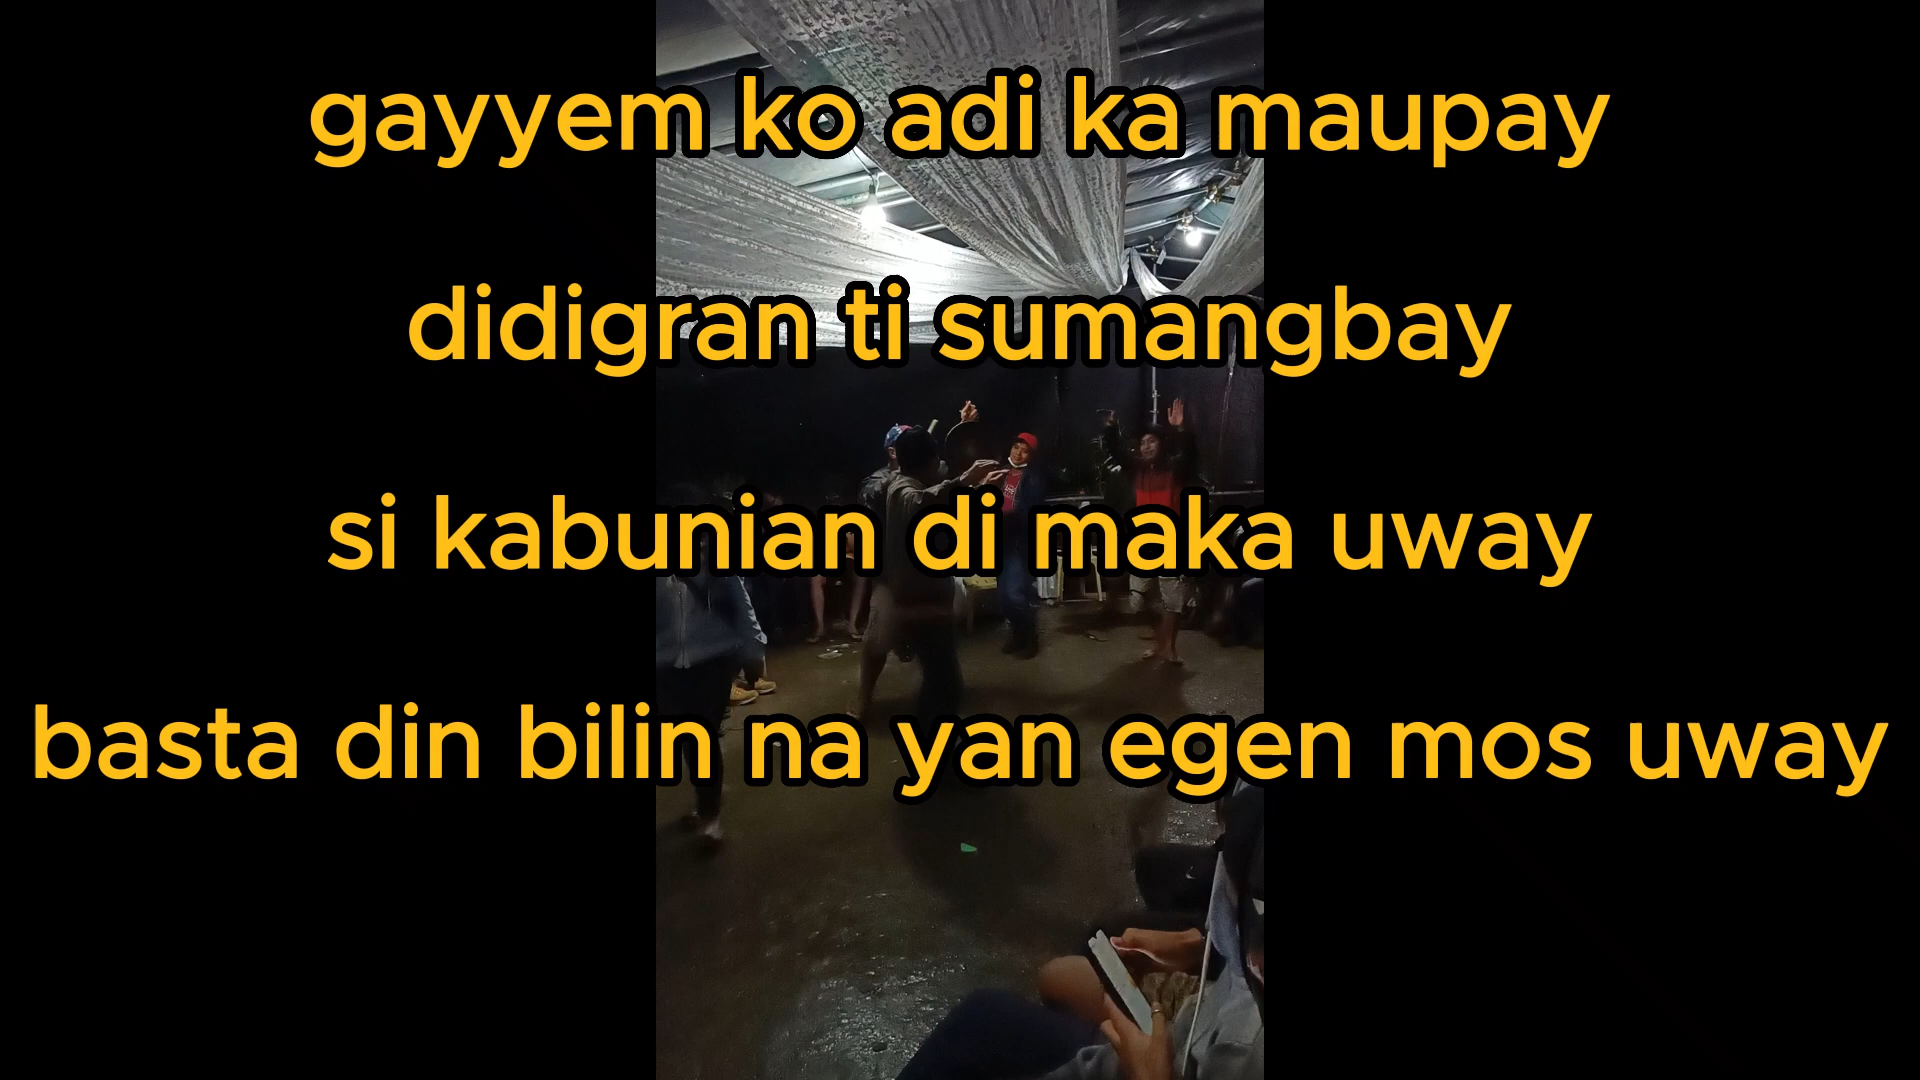 gayyem ko adi ka maupay
didigran ti sumangbay
si kabunian di maka uway
basta din bilin na yan egen mos uway